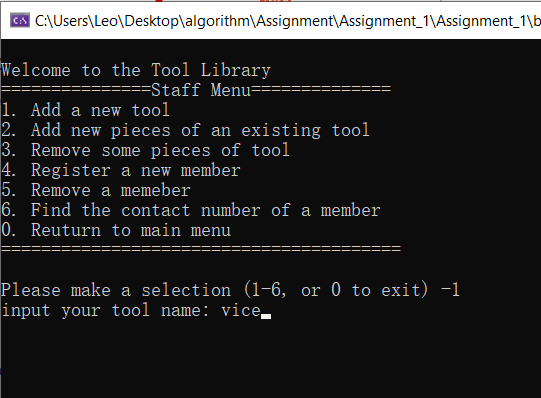 C:\Users\Leo\Desktop\algorithm\Assignment\Assignment_1\Assignment_1\b
Welcome to the Tool Library
===============Staff Menu==============
1. Add a new tool
2. Add new pieces of an existing tool
3. Remove some pieces of tool
4. Register a new member
5. Remove a memeber
6. Find the contact number of a member
0. Reuturn to main menu
========================================
Please make a selection (1-6, or 0 to exit) -1
input your tool name: vice